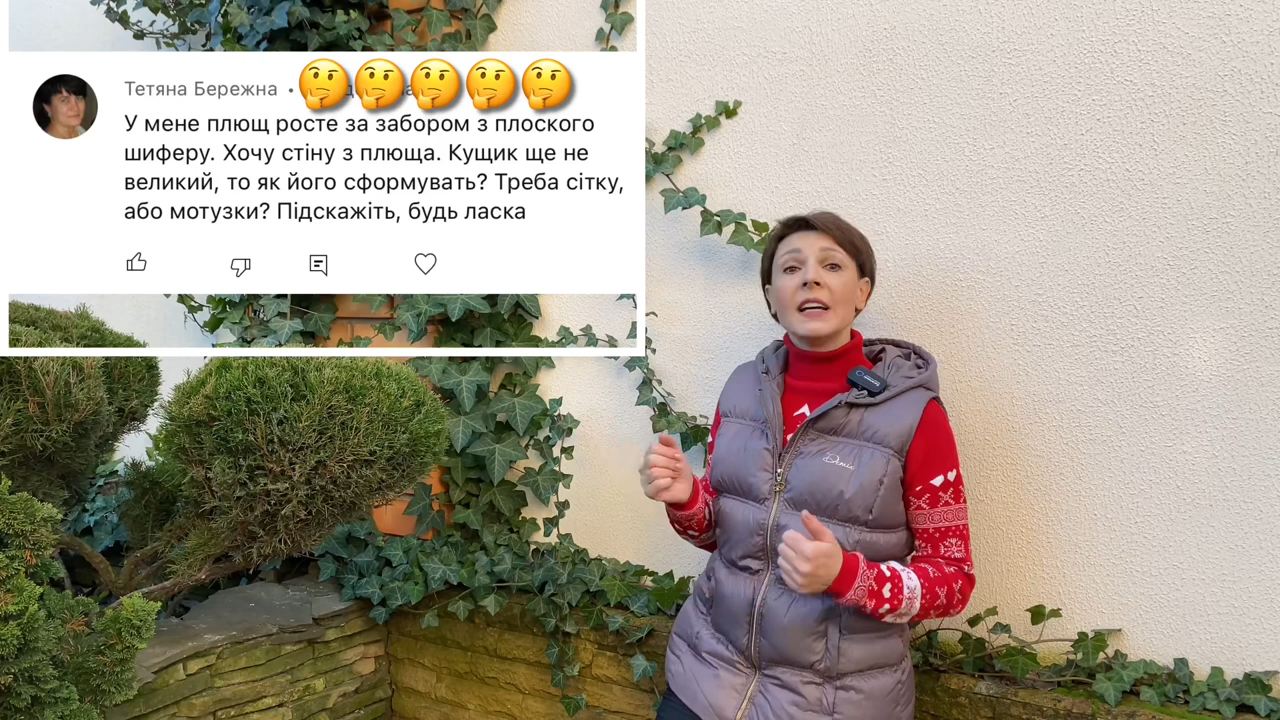 Тетяна Бережна •
У мене плющ росте за забором з плоского
шиферу. Хочу стіну з плюща. Кущик ще не
великий, то як його сформувать? Треба сітку,
або мотузки? Підскажіть, будь ласка
Demix